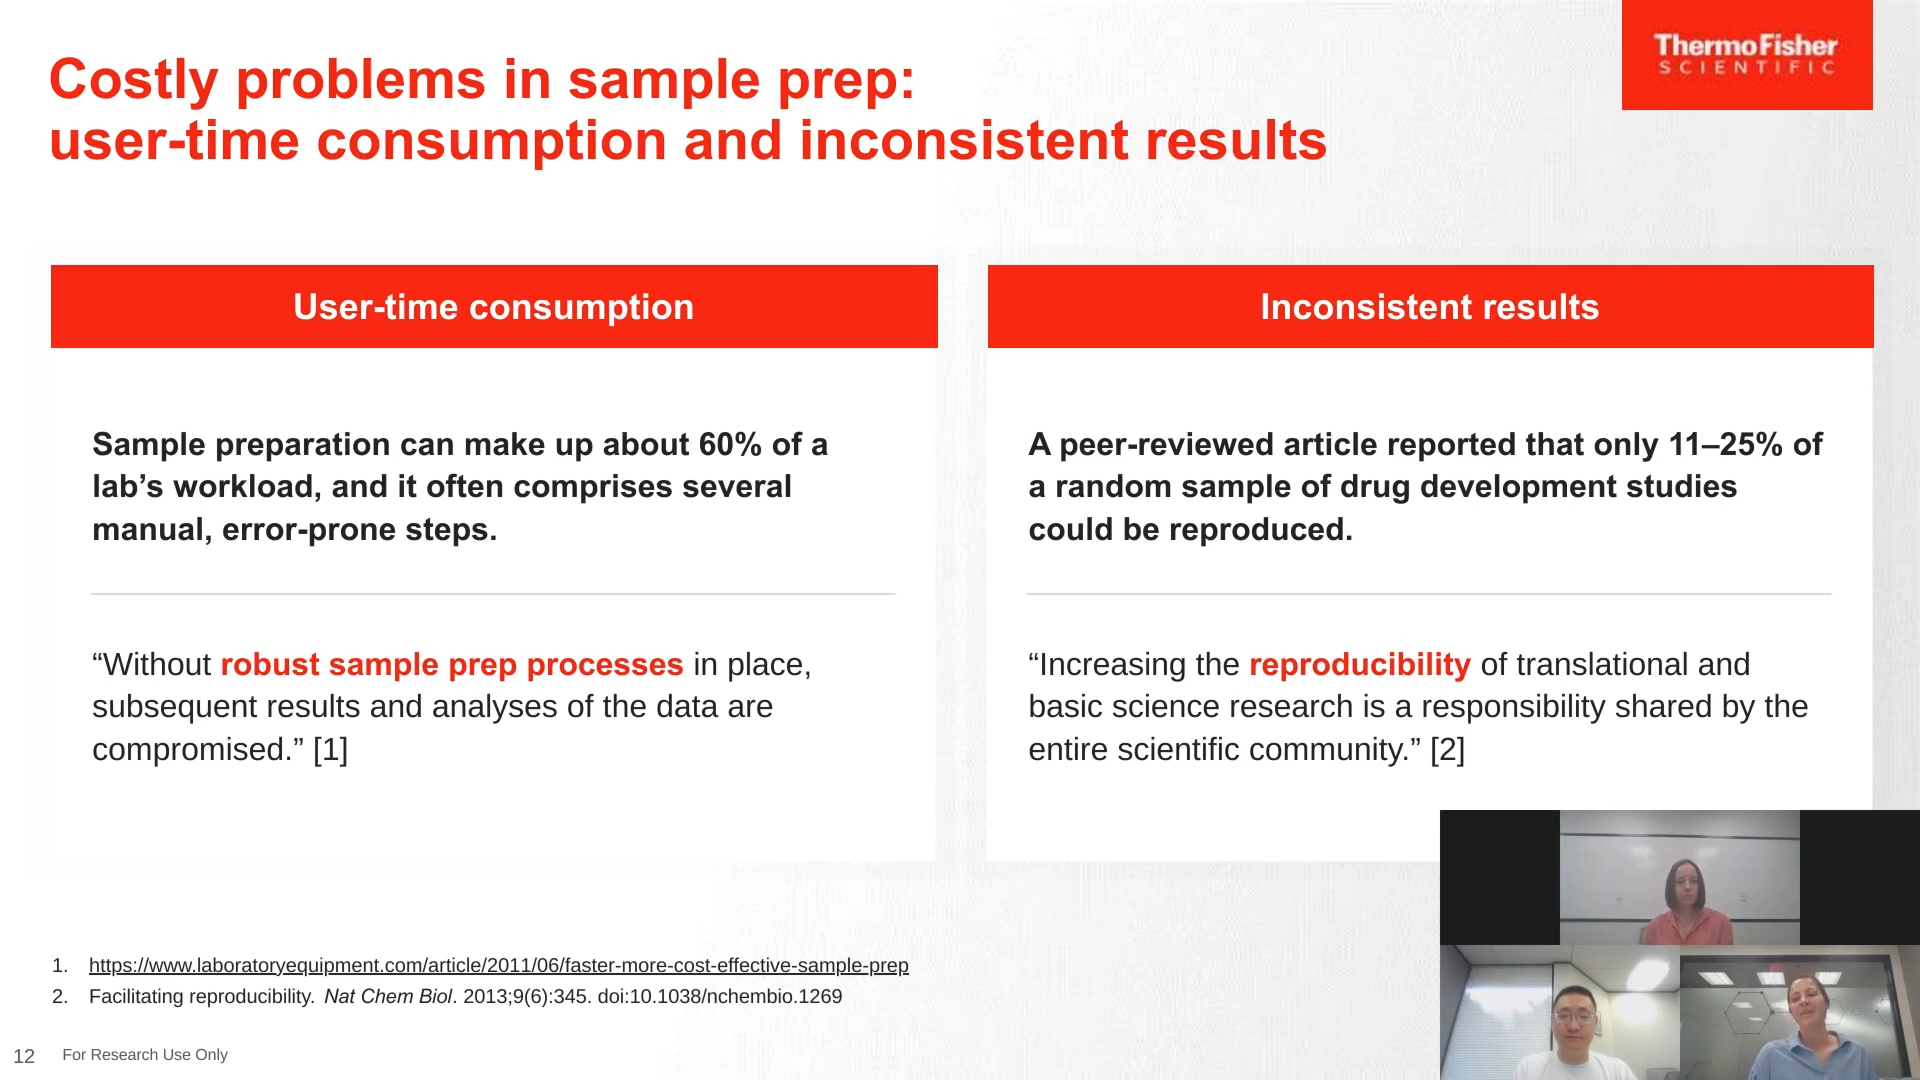 ThermoFisher
SCIENTIFIC
Costly problems in sample prep:
user-time consumption and inconsistent results
User-time consumption
Sample preparation can make up about 60% of a
lab’s workload, and it often comprises several
manual, error-prone steps.
“Without robust sample prep processes in place,
subsequent results and analyses of the data are
compromised.” [1]
Inconsistent results
A peer-reviewed article reported that only 11–25% of
a random sample of drug development studies
could be reproduced.
“Increasing the reproducibility of translational and
basic science research is a responsibility shared by the
entire scientific community.” [2]
1. https://www.laboratoryequipment.com/article/2011/06/faster-more-cost-effective-sample-prep
2. Facilitating reproducibility. Nat Chem Biol. 2013;9(6):345. doi:10.1038/nchembio.1269
12 For Research Use Only